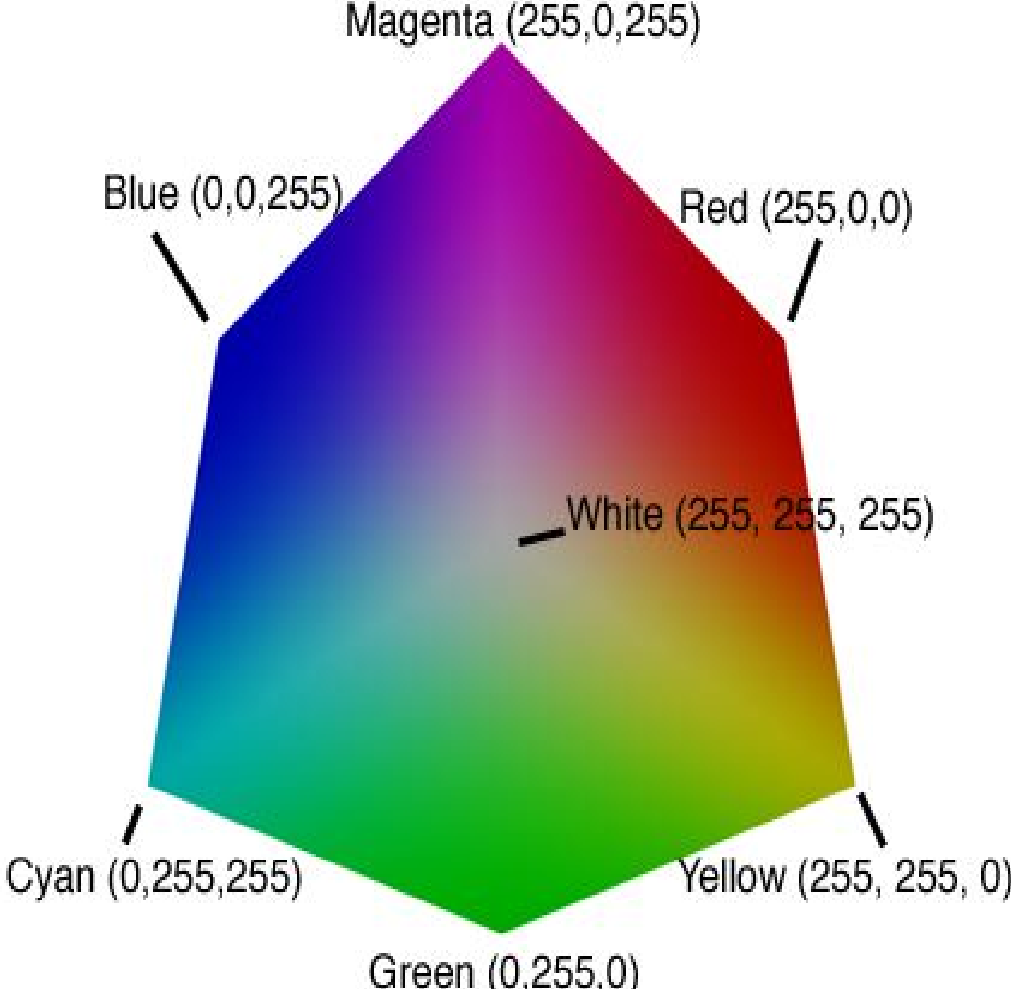 Magenta (255,0,255)
Blue (0,0,255)
Red (255,0,0)
White (255, 255, 255)
Cyan (0,255,255)
Yellow (255, 255, 0)
Green (0,255,0)